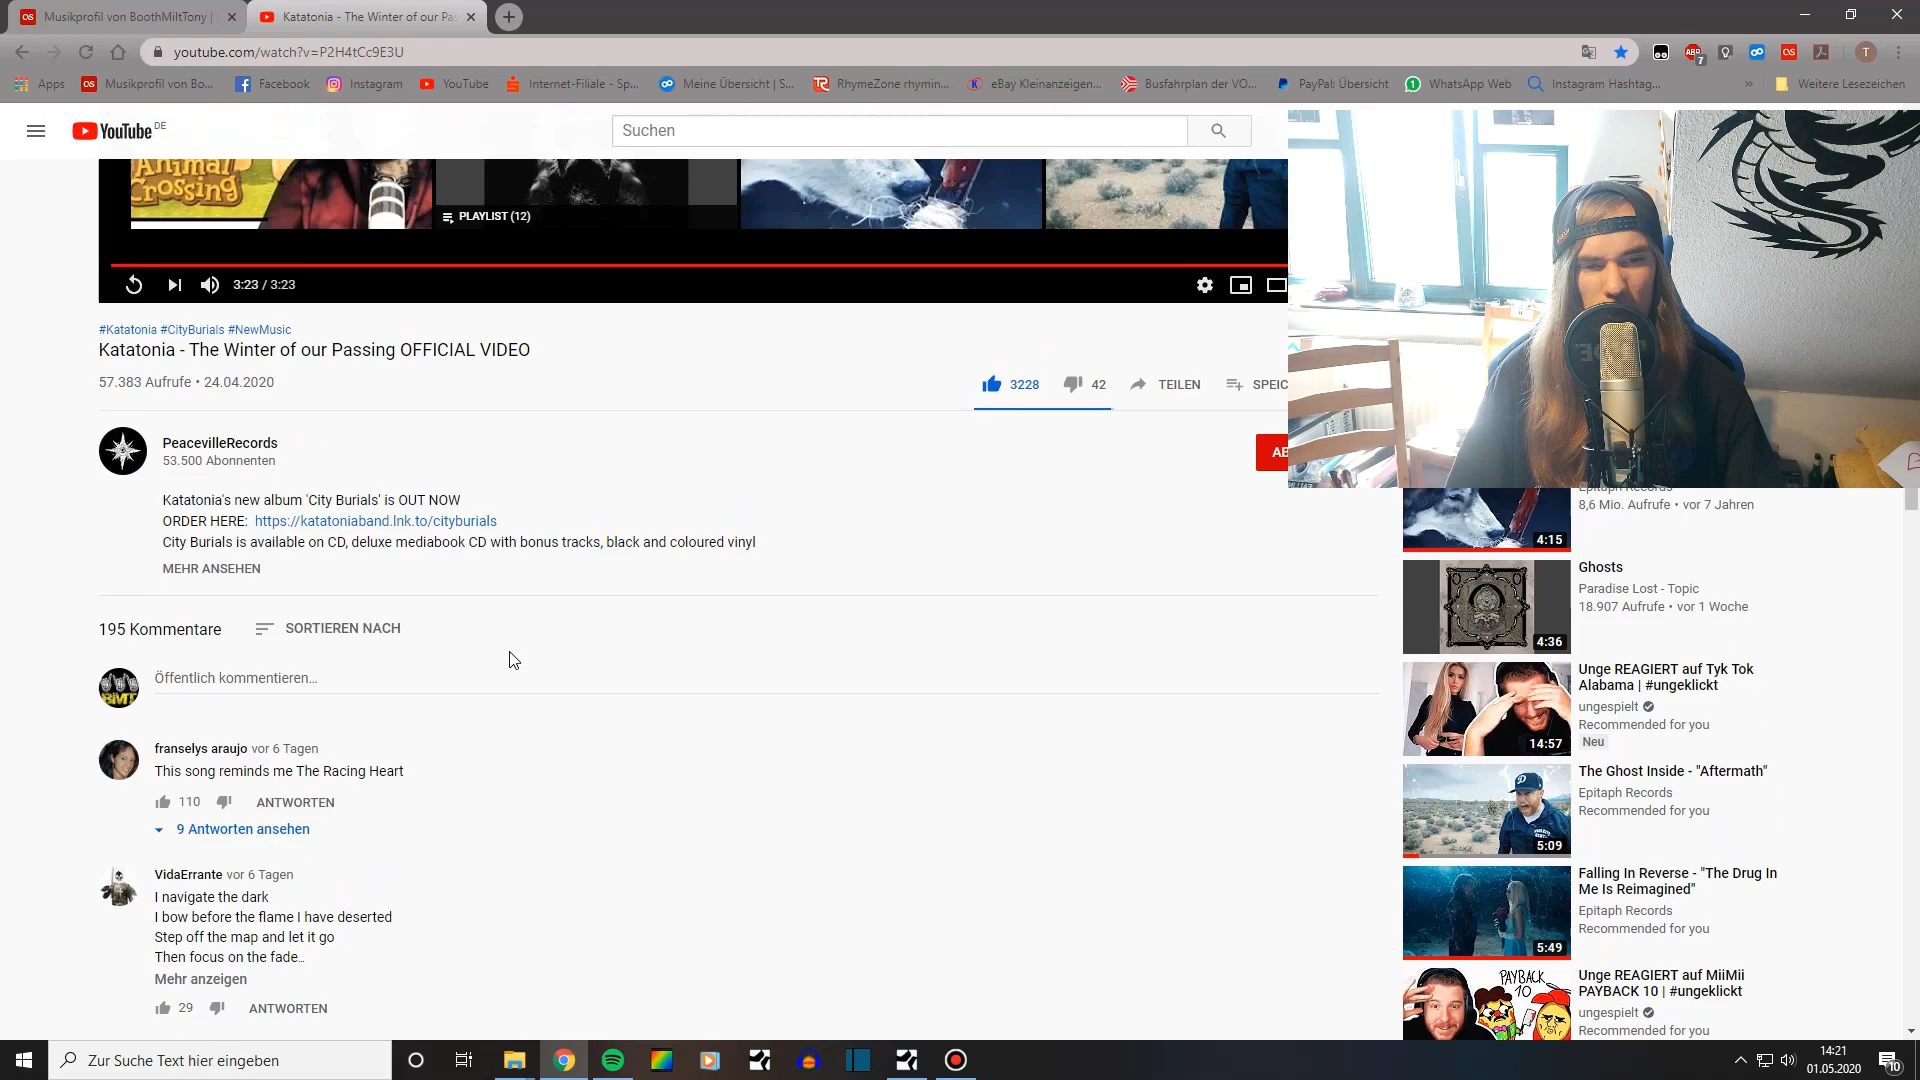 Musikprofil von BoothMiltTony |
Katatonia - The Winter of our Pas
youtube.com/watch?v=P2H4tCc9E3U
Apps
Musikprofil von Bo...
Facebook
Instagram
YouTube
Internet-Filiale - Sp...
Meine Übersicht | S...
RhymeZone rhymin...
eBay Kleinanzeigen...
Busfahrplan der VO...
PayPal: Übersicht
WhatsApp Web
Instagram Hashtag...
Weitere Lesezeichen
YouTube DE
Suchen
Animal
Crossing
PLAYLIST (12)
3:23 / 3:23
#Katatonia #CityBurials #NewMusic
Katatonia - The Winter of our Passing OFFICIAL VIDEO
57.383 Aufrufe • 24.04.2020
3228
42
TEILEN
SPEIC
PeacevilleRecords
53.500 Abonnenten
AB
Katatonia's new album 'City Burials' is OUT NOW
ORDER HERE: https://katatoniaband.lnk.to/cityburials
City Burials is available on CD, deluxe mediabook CD with bonus tracks, black and coloured vinyl
MEHR ANSEHEN
195 Kommentare
SORTIEREN NACH
Öffentlich kommentieren...
franselys araujo vor 6 Tagen
This song reminds me The Racing Heart
110
ANTWORTEN
9 Antworten ansehen
VidaErrante vor 6 Tagen
I navigate the dark
I bow before the flame I have deserted
Step off the map and let it go
Then focus on the fade...
Mehr anzeigen
29
ANTWORTEN
Epitaph Records
8,6 Mio. Aufrufe • vor 7 Jahren
4:15
Ghosts
Paradise Lost - Topic
18.907 Aufrufe • vor 1 Woche
4:36
Unge REAGIERT auf Tyk Tok
Alabama | #ungeklickt
ungespielt
Recommended for you
Neu
14:57
The Ghost Inside - "Aftermath"
Epitaph Records
Recommended for you
5:09
Falling In Reverse - "The Drug In
Me Is Reimagined"
Epitaph Records
Recommended for you
5:49
Unge REAGIERT auf MiiMii
PAYBACK 10 | #ungeklickt
ungespielt
Recommended for you
PAYBACK
10
Zur Suche Text hier eingeben
14:21
01.05.2020
10